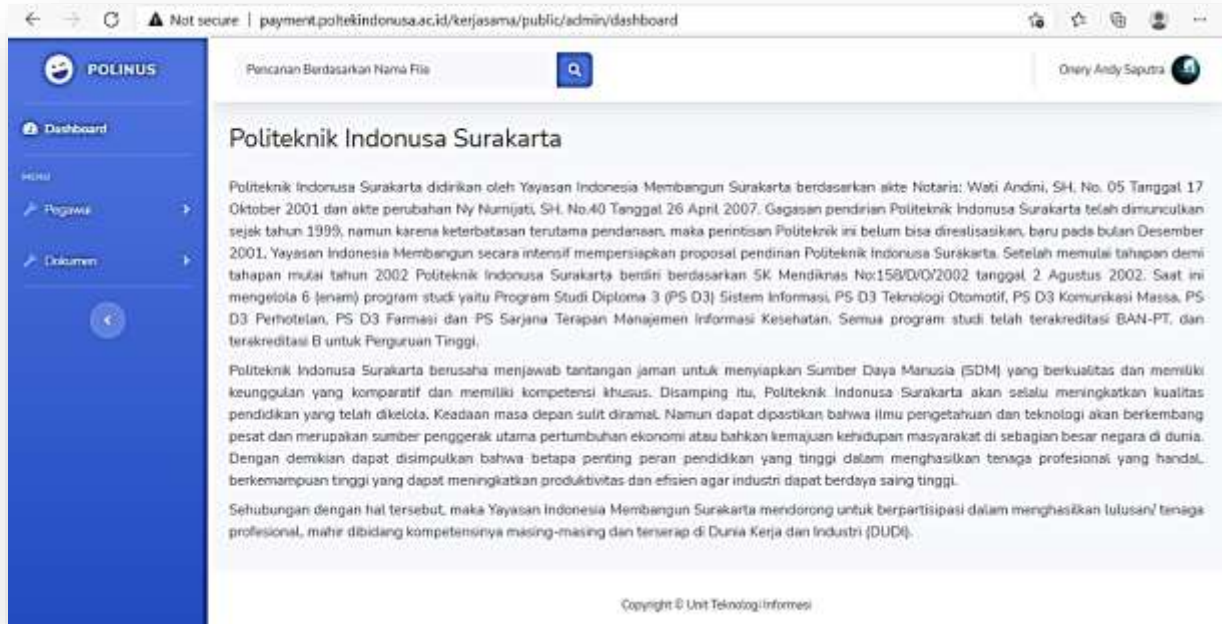 Not secure | payment.poltekindonusa.ac.id/kerjasama/public/admin/dashboard
POLINUS
Pencarian Berdasarkan Nama File
Onery Andy Saputra
Dashboard
MENU
Pegawai
Dokumen
Politeknik Indonusa Surakarta
Politeknik Indonusa Surakarta didirikan oleh Yayasan Indonesia Membangun Surakarta berdasarkan akte Notaris: Wati Andini, SH. No. 05 Tanggal 17
Oktober 2001 dan akte perubahan Ny Nurnijati, SH. No.40 Tanggal 26 April 2007. Gagasan pendirian Politeknik Indonusa Surakarta telah dimunculkan
sejak tahun 1999, namun karena keterbatasan terutama pendanaan, maka perintisan Politeknik ini belum bisa direalisasikan, baru pada bulan Desember
2001, Yayasan Indonesia Membangun secara intensif mempersiapkan proposal pendirian Politeknik Indonusa Surakarta. Setelah memulai tahapan demi
tahapan mulai tahun 2002 Politeknik Indonusa Surakarta berdiri berdasarkan SK Mendiknas No:158/D/O/2002 tanggal 2 Agustus 2002. Saat ini
mengelola 6 (enam) program studi yaitu Program Studi Diploma 3 (PS D3) Sistem Informasi, PS D3 Teknologi Otomotif, PS D3 Komunikasi Massa, PS
D3 Perhotelan, PS D3 Farmasi dan PS Sarjana Terapan Manajemen Informasi Kesehatan. Semua program studi telah terakreditasi BAN-PT, dan
terakreditasi B untuk Perguruan Tinggi.
Politeknik Indonusa Surakarta berusaha menjawab tantangan jaman untuk menyiapkan Sumber Daya Manusia (SDM) yang berkualitas dan memiliki
keunggulan yang komparatif dan memiliki kompetensi khusus. Disamping itu, Politeknik Indonusa Surakarta akan selalu meningkatkan kualitas
pendidikan yang telah dikelola. Keadaan masa depan sulit diramal. Namun dapat dipastikan bahwa ilmu pengetahuan dan teknologi akan berkembang
pesat dan merupakan sumber penggerak utama pertumbuhan ekonomi atau bahkan kemajuan kehidupan masyarakat di sebagian besar negara di dunia.
Dengan demikian dapat disimpulkan bahwa betapa penting peran pendidikan yang tinggi dalam menghasilkan tenaga profesional yang handal,
berkemampuan tinggi yang dapat meningkatkan produktivitas dan efisien agar industri dapat berdaya saing tinggi.
Sehubungan dengan hal tersebut, maka Yayasan Indonesia Membangun Surakarta mendorong untuk berpartisipasi dalam menghasilkan lulusan/ tenaga
profesional, mahir dibidang kompetensinya masing-masing dan terserap di Dunia Kerja dan Industri (DUDI).
Copyright © Unit Teknologi Informasi